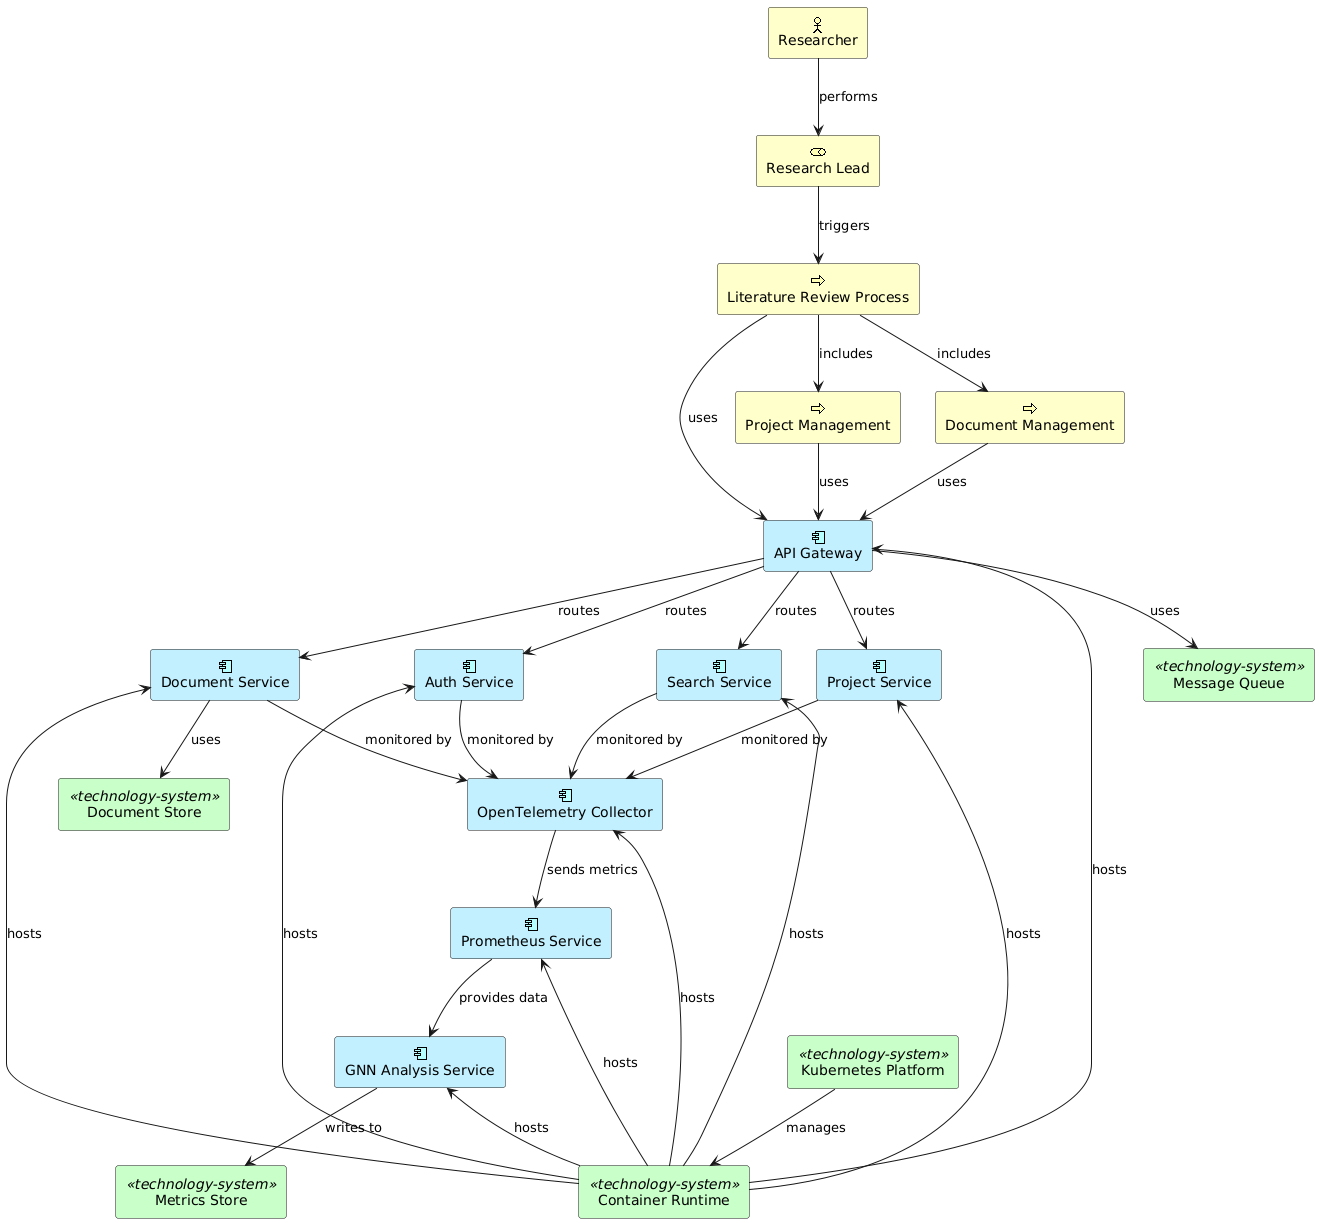 Researcher
performs
Research Lead
triggers
Literature Review Process
includes
includes
uses
Project Management
Document Management
uses
uses
API Gateway
routes
routes
routes
routes
uses
Document Service
Auth Service
Search Service
Project Service
«technology-system»
Message Queue
uses
monitored by
monitored by
monitored by
monitored by
«technology-system»
Document Store
OpenTelemetry Collector
sends metrics
hosts
Prometheus Service
hosts
hosts
hosts
hosts
provides data
hosts
GNN Analysis Service
«technology-system»
Kubernetes Platform
hosts
writes to
hosts
manages
«technology-system»
Metrics Store
«technology-system»
Container Runtime